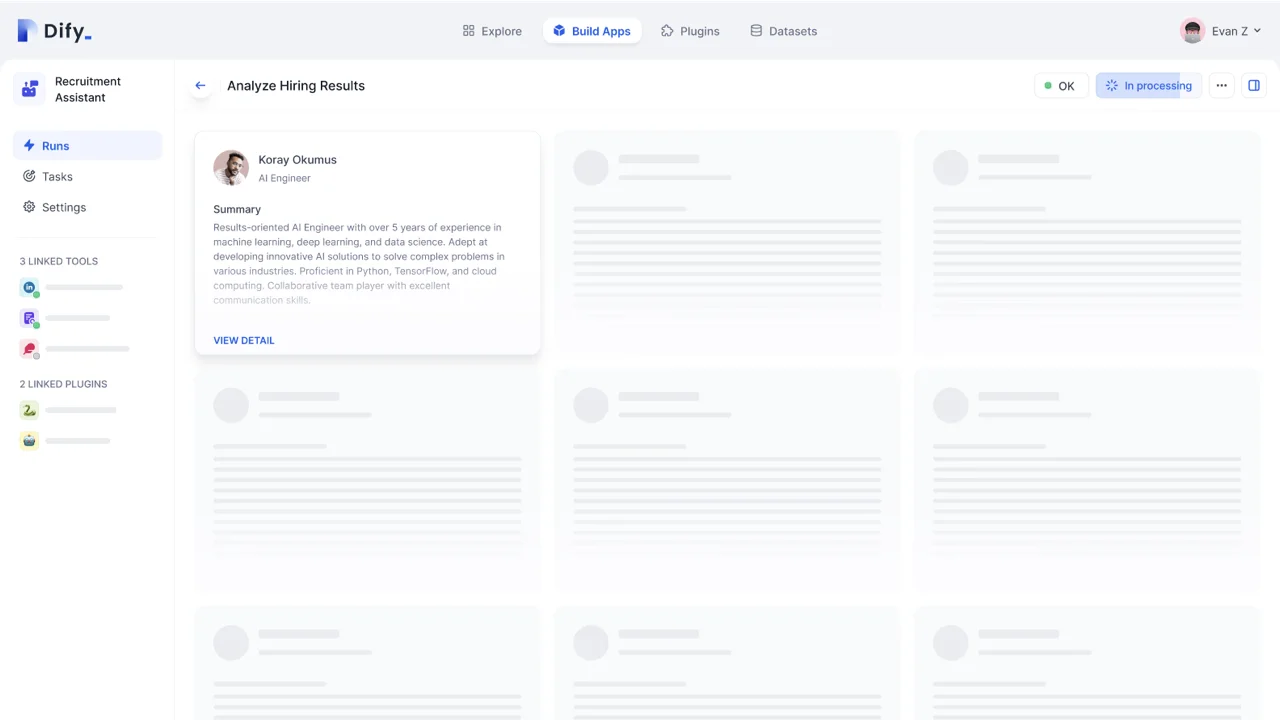 Dify_
Explore
Build Apps
Plugins
Datasets
Evan Z
Recruitment
Assistant
Analyze Hiring Results
OK
In processing
Runs
Tasks
Settings
3 LINKED TOOLS
in
2 LINKED PLUGINS
Koray Okumus
AI Engineer
Summary
Results-oriented AI Engineer with over 5 years of experience in
machine learning, deep learning, and data science. Adept at
developing innovative AI solutions to solve complex problems in
various industries. Proficient in Python, TensorFlow, and cloud
computing. Collaborative team player with excellent
communication skills.
VIEW DETAIL